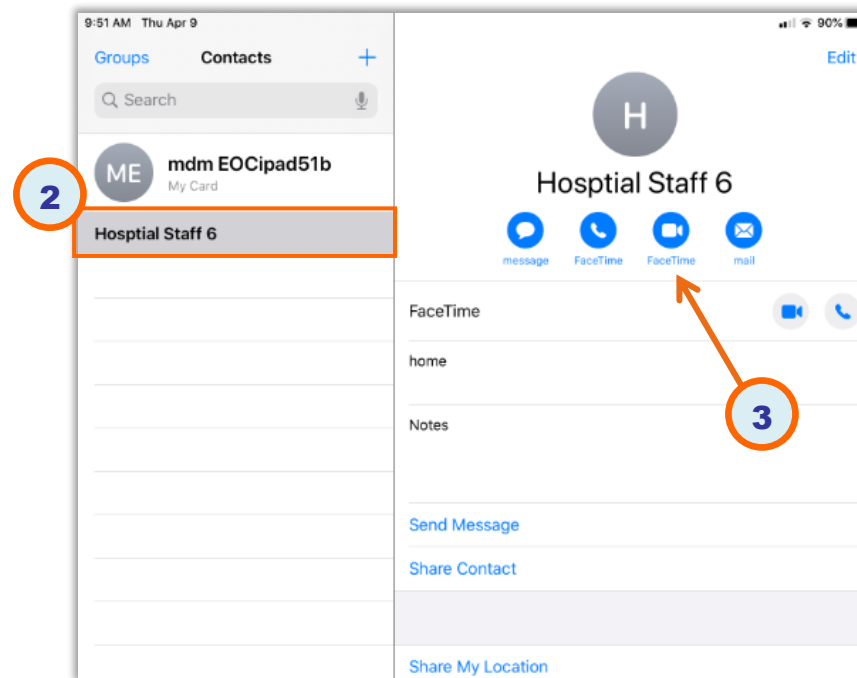 9:51 AM Thu Apr 9
90%
Groups Contacts +
Edit
Search
H
ME
mdm EOCipad51b
My Card
2
Hosptial Staff 6
Hosptial Staff 6
message FaceTime FaceTime mail
FaceTime
home
3
Notes
Send Message
Share Contact
Share My Location